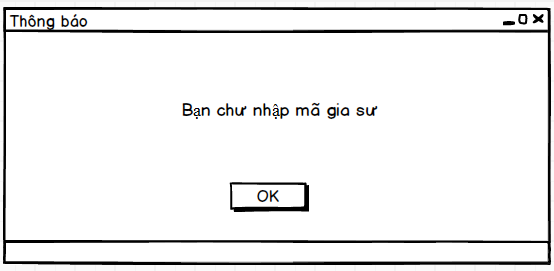 Thông báo
Bạn chư nhập mã gia sư
OK